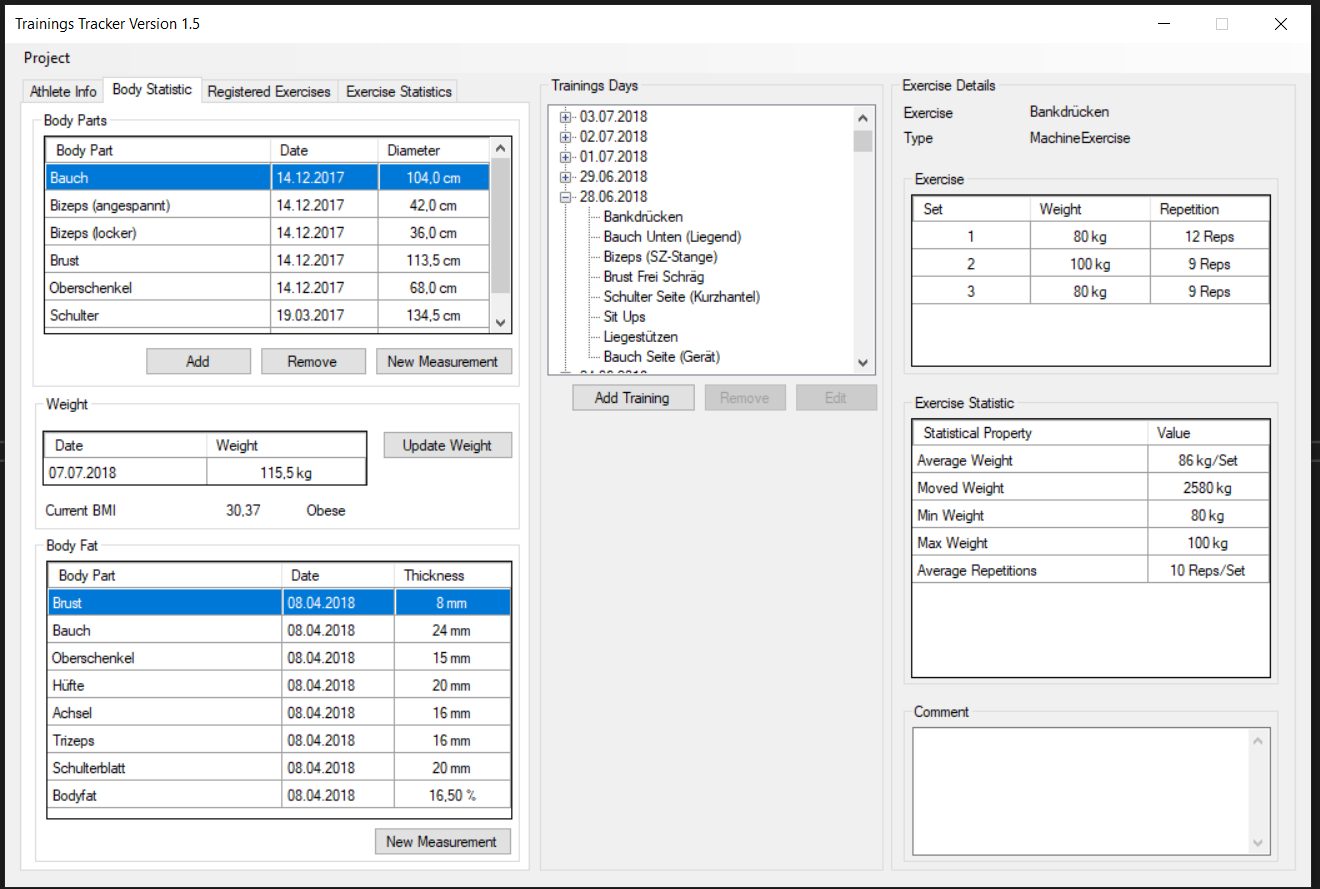 Trainings Tracker Version 1.5
Project
Athlete Info Body Statistic Registered Exercises Exercise Statistics
Body Parts
Body Part Date Diameter
Bauch 14.12.2017 104,0 cm
Bizeps (angespannt) 14.12.2017 42,0 cm
Bizeps (locker) 14.12.2017 36,0 cm
Brust 14.12.2017 113,5 cm
Oberschenkel 14.12.2017 68,0 cm
Schulter 19.03.2017 134,5 cm
Add Remove New Measurement
Weight
Date Weight
07.07.2018 115,5 kg
Update Weight
Current BMI 30,37 Obese
Body Fat
Body Part Date Thickness
Brust 08.04.2018 8 mm
Bauch 08.04.2018 24 mm
Oberschenkel 08.04.2018 15 mm
Hüfte 08.04.2018 20 mm
Achsel 08.04.2018 16 mm
Trizeps 08.04.2018 16 mm
Schulterblatt 08.04.2018 20 mm
Bodyfat 08.04.2018 16,50 %
New Measurement
Trainings Days
03.07.2018
02.07.2018
01.07.2018
29.06.2018
28.06.2018
Bankdrücken
Bauch Unten (Liegend)
Bizeps (SZ-Stange)
Brust Frei Schräg
Schulter Seite (Kurzhantel)
Sit Ups
Liegestützen
Bauch Seite (Gerät)
Add Training Remove Edit
Exercise Details
Exercise Bankdrücken
Type MachineExercise
Exercise
Set Weight Repetition
1 80 kg 12 Reps
2 100 kg 9 Reps
3 80 kg 9 Reps
Exercise Statistic
Statistical Property Value
Average Weight 86 kg/Set
Moved Weight 2580 kg
Min Weight 80 kg
Max Weight 100 kg
Average Repetitions 10 Reps/Set
Comment